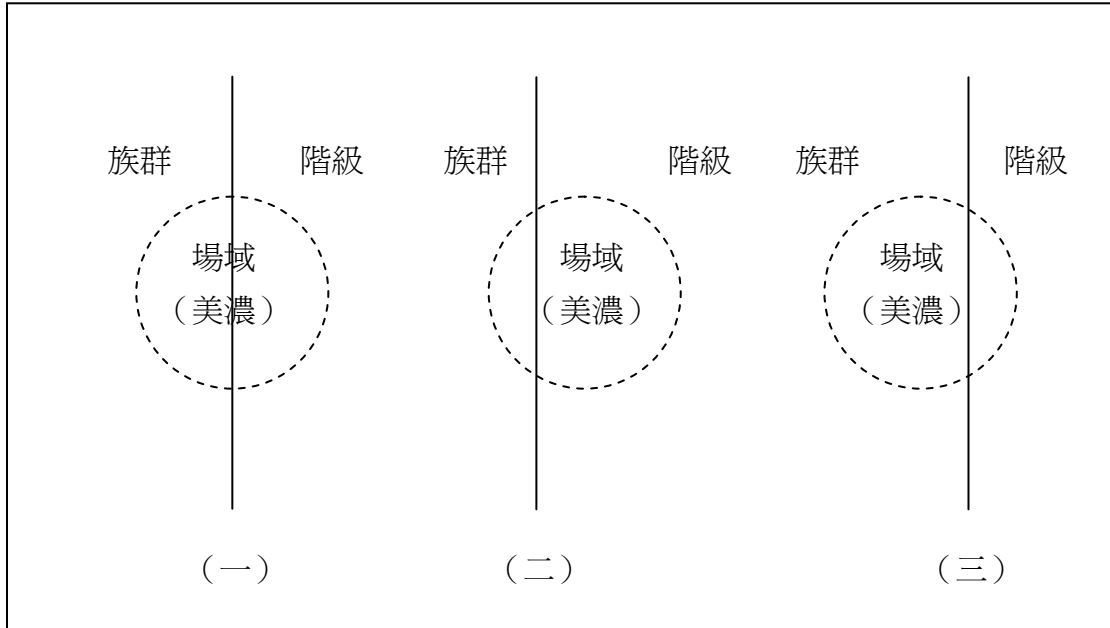 族群 階級 族群 階級 族群 階級
場域 場域 場域
（美濃） （美濃） （美濃）
（一） （二） （三）